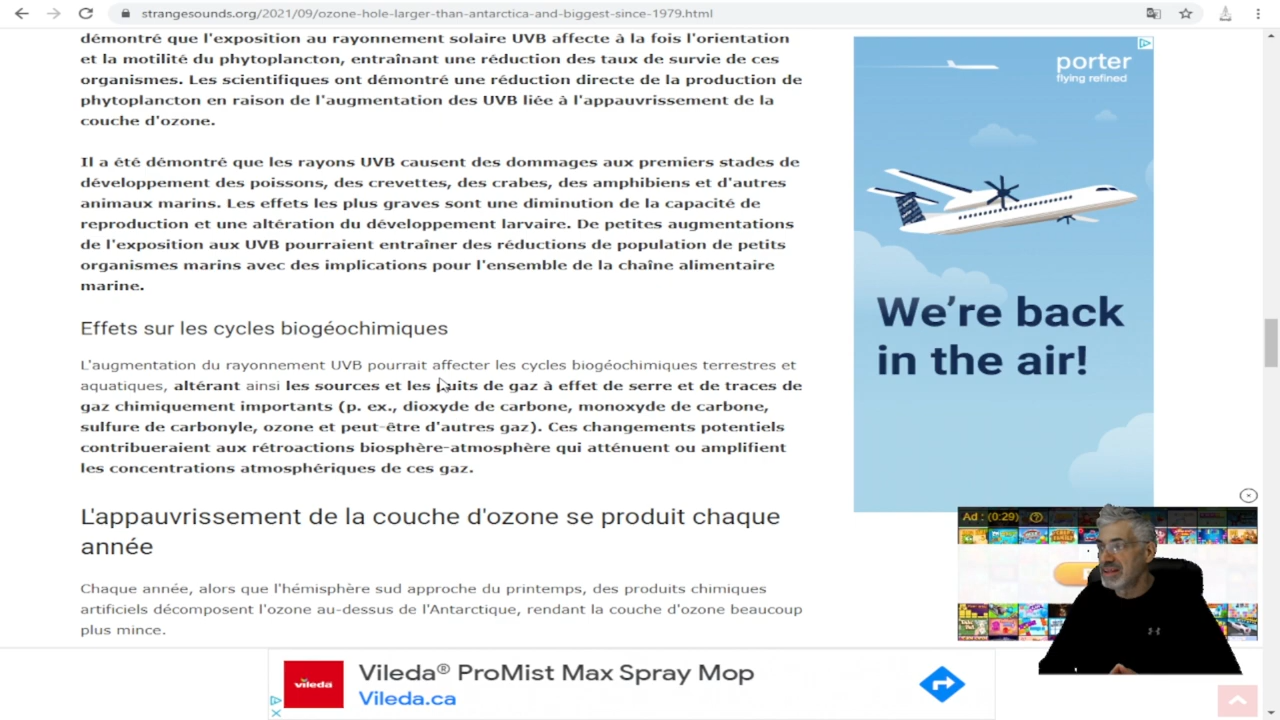 strangesounds.org/2021/09/ozone-hole-larger-than-antarctica-and-biggest-since-1979.html
démontré que l'exposition au rayonnement solaire UVB affecte à la fois l'orientation
et la motilité du phytoplancton, entraînant une réduction des taux de survie de ces
organismes. Les scientifiques ont démontré une réduction directe de la production de
phytoplancton en raison de l'augmentation des UVB liée à l'appauvrissement de la
couche d'ozone.
Il a été démontré que les rayons UVB causent des dommages aux premiers stades de
développement des poissons, des crevettes, des crabes, des amphibiens et d'autres
animaux marins. Les effets les plus graves sont une diminution de la capacité de
reproduction et une altération du développement larvaire. De petites augmentations
de l'exposition aux UVB pourraient entraîner des réductions de population de petits
organismes marins avec des implications pour l'ensemble de la chaîne alimentaire
marine.
Effets sur les cycles biogéochimiques
L'augmentation du rayonnement UVB pourrait affecter les cycles biogéochimiques terrestres et
aquatiques, altérant ainsi les sources et les puits de gaz à effet de serre et de traces de
gaz chimiquement importants (p. ex., dioxyde de carbone, monoxyde de carbone,
sulfure de carbonyle, ozone et peut-être d'autres gaz). Ces changements potentiels
contribueraient aux rétroactions biosphère-atmosphère qui atténuent ou amplifient
les concentrations atmosphériques de ces gaz.
L'appauvrissement de la couche d'ozone se produit chaque
année
Chaque année, alors que l'hémisphère sud approche du printemps, des produits chimiques
artificiels décomposent l'ozone au-dessus de l'Antarctique, rendant la couche d'ozone beaucoup
plus mince.
porter
flying refined
We're back
in the air!
Ad : (0:29)
vileda
Vileda® ProMist Max Spray Mop
Vileda.ca